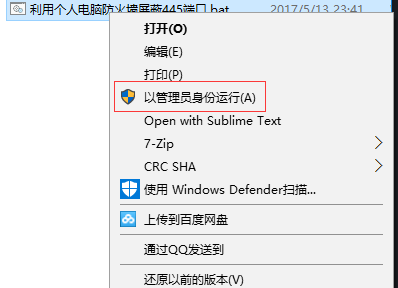 利用个人电脑防火墙屏蔽445端口.bat 2017/5/13 23:41
打开(O)
编辑(E)
打印(P)
以管理员身份运行(A)
Open with Sublime Text
7-Zip
CRC SHA
使用 Windows Defender扫描...
上传到百度网盘
通过QQ发送到
还原以前的版本(V)